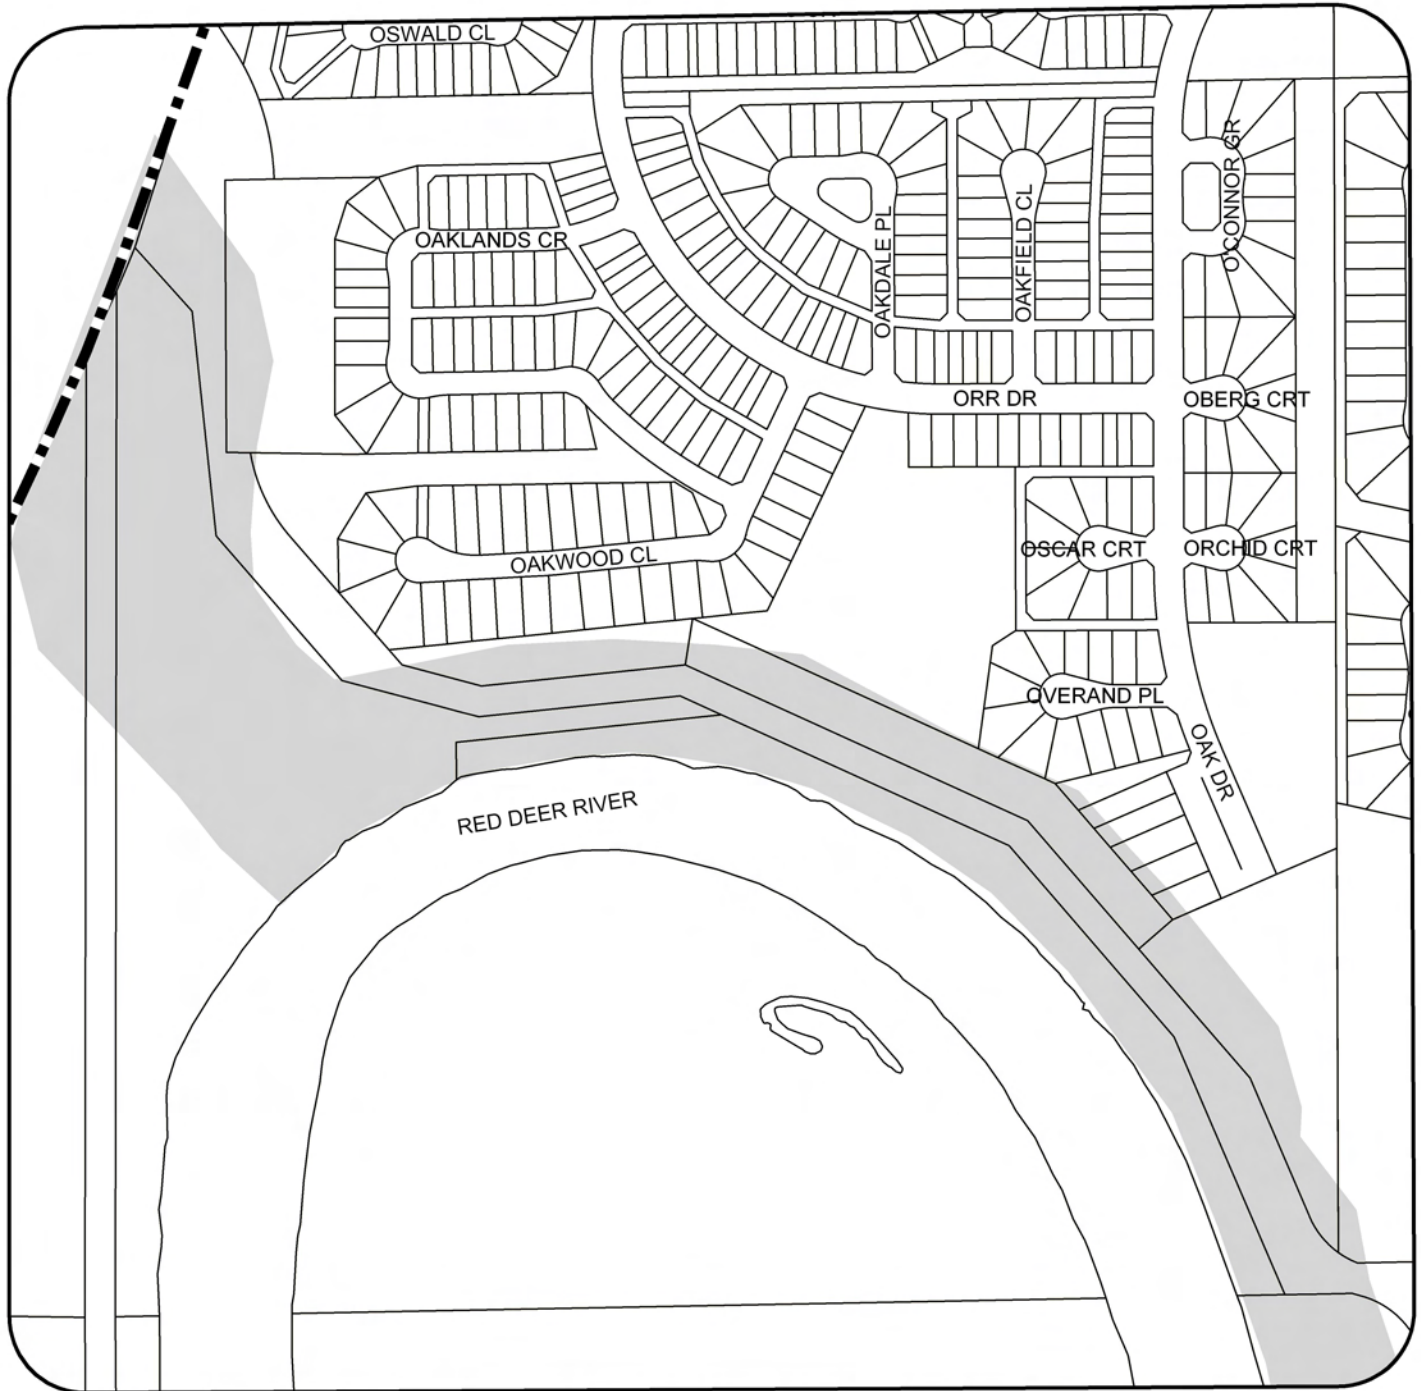 OSWALD CL
O'CONNOR GR
OAKLANDS CR
OAKDALE PL
OAKFIELD CL
ORR DR
OBERG CRT
OAKWOOD CL
OSCAR CRT
ORCHID CRT
OVERAND PL
OAK DR
RED DEER RIVER